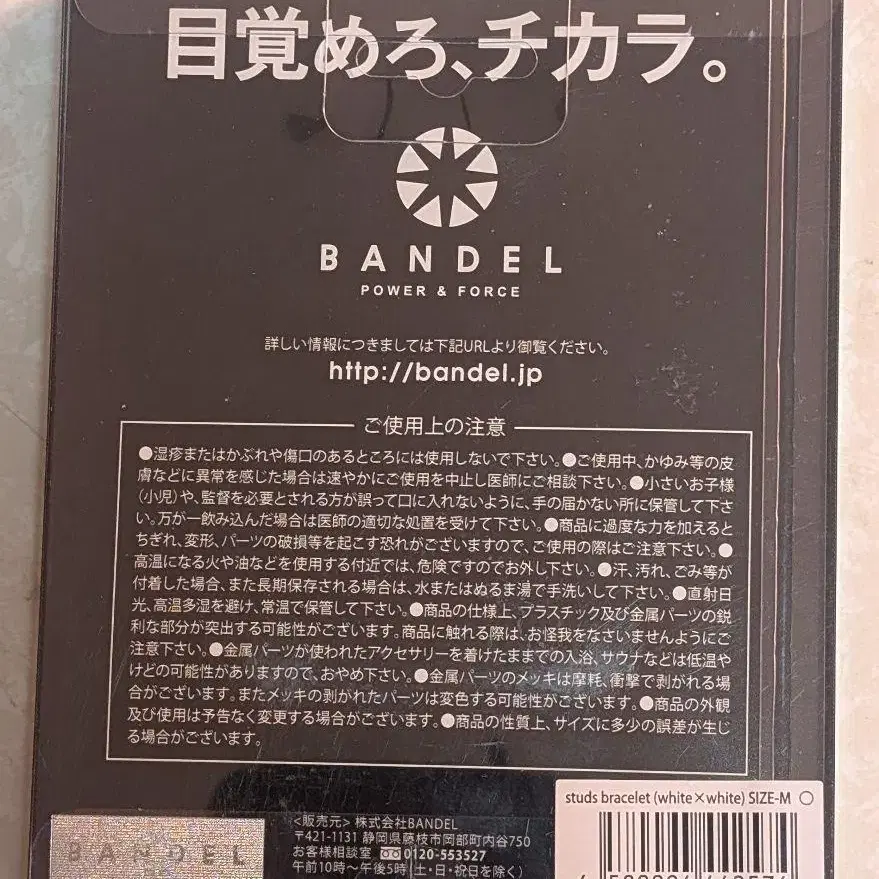 目覚めろ、チカラ。
BANDEL
POWER & FORCE
詳しい情報につきましては下記URLより御覧ください。
http://bandel.jp
ご使用上の注意
●湿疹またはかぶれや傷口のあるところには使用しないで下さい。●ご使用中、かゆみ等の皮
膚などに異常を感じた場合は速やかにご使用を中止し医師にご相談下さい。●小さいお子様
(小児)や、監督を必要とされる方が誤って口に入れないように、手の届かない所に保管して下さ
い。万が一飲み込んだ場合は医師の適切な処置を受けて下さい。●商品に過度な力を加えると
ちぎれ、変形、パーツの破損等を起こす恐れがございますので、ご使用の際はご注意下さい。●
高温になる火や油などを使用する付近では、危険ですのでお外し下さい。●汗、汚れ、ごみ等が
付着した場合、また長期保存される場合は、水またはぬるま湯で手洗いして下さい。●直射日
光、高温多湿を避け、常温で保管して下さい。●商品の仕様上、プラスチック及び金属パーツの鋭
利な部分が突出する可能性がございます。商品に触れる際は、お怪我をなさいませんようにご
注意下さい。●金属パーツが使われたアクセサリーを着けたままでの入浴、サウナなどは低温や
けどの可能性がありますので、おやめ下さい。●金属パーツのメッキは摩耗、衝撃で剥がれる場
合がございます。またメッキの剥がれたパーツは変色する可能性がございます。●商品の外観
及び使用は予告なく変更する場合がございます。●商品の性質上、サイズに多少の誤差が生じ
る場合がございます。
studs bracelet (white×white) SIZE-M ○
<販売元> 株式会社BANDEL
〒421-1131 静岡県藤枝市岡部町内谷750
お客様相談室 0120-553527
午前10時〜午後5時(土・日・祝日を除く)
BANDEL